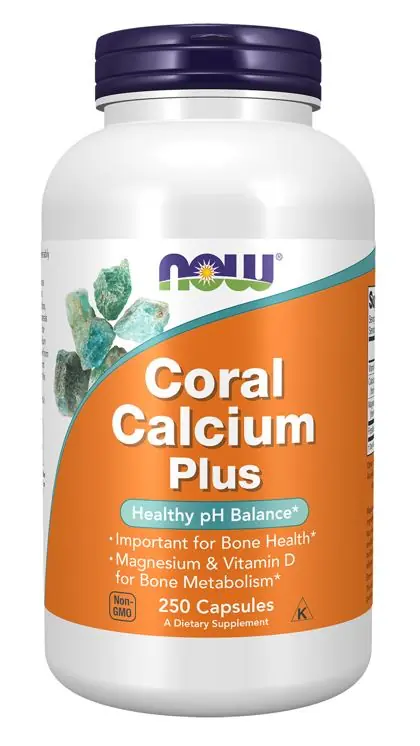 NOW®
Coral
Calcium
Plus
Healthy pH Balance*
• Important for Bone Health*
• Magnesium & Vitamin D
for Bone Metabolism*
Non-
GMO
250 Capsules
A Dietary Supplement
K